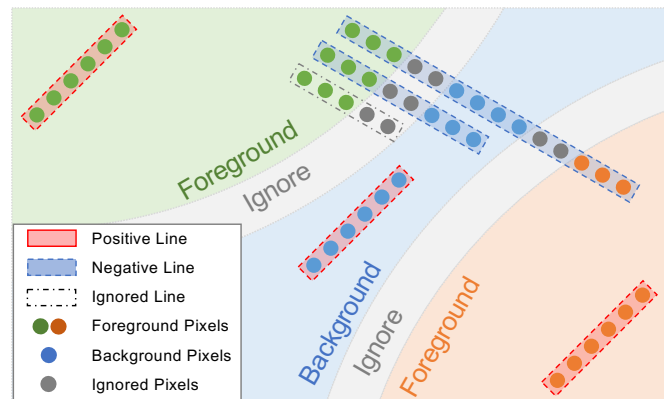 Foreground
Ignore
Background
Ignore
Foreground
Positive Line
Negative Line
Ignored Line
Foreground Pixels
Background Pixels
Ignored Pixels